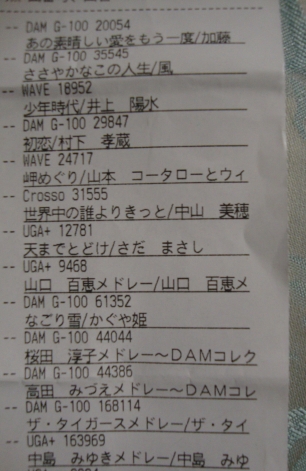 -- DAM G-100 20054
あの素晴しい愛をもう一度/加藤
-- DAM G-100 35545
ささやかなこの人生/風
-- WAVE 18952
少年時代/井上 陽水
-- DAM G-100 29847
初恋/村下 孝蔵
-- WAVE 24717
岬めぐり/山本 コータローとウィ
-- Crosso 31555
世界中の誰よりきっと/中山 美穂
-- UGA+ 12781
天までとどけ/さだ まさし
-- UGA+ 9468
山口 百恵メドレー/山口 百恵メ
-- DAM G-100 61352
なごり雪/かぐや姫
-- DAM G-100 44044
桜田 淳子メドレー～DAMコレク
-- DAM G-100 44386
高田 みづえメドレー～DAMコレ
-- DAM G-100 168114
ザ・タイガースメドレー/ザ・タイ
-- UGA+ 163969
中島 みゆきメドレー/中島 みゆ